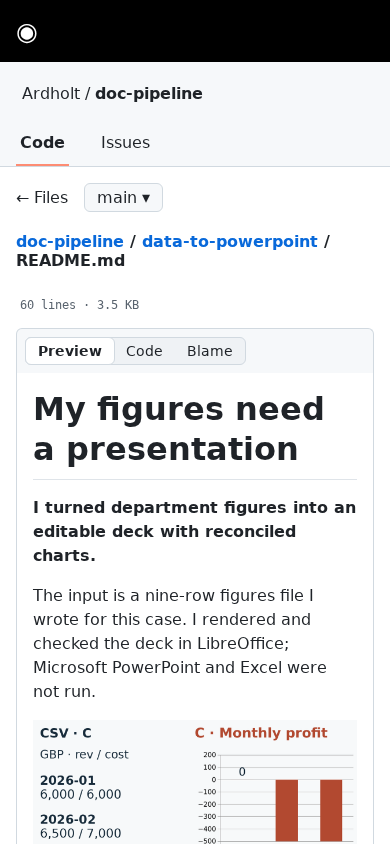 Ardholt / doc-pipeline
Code Issues
← Files main ▾
doc-pipeline / data-to-powerpoint /
README.md
60 lines · 3.5 KB
Preview Code Blame
My figures need
a presentation
I turned department figures into an
editable deck with reconciled
charts.
The input is a nine-row figures file I
wrote for this case. I rendered and
checked the deck in LibreOffice;
Microsoft PowerPoint and Excel were
not run.
CSV · C
GBP · rev / cost
2026-01
6,000 / 6,000
2026-02
6,500 / 7,000
C · Monthly profit
200
100
0
0
−100
−200
−300
−400
−500